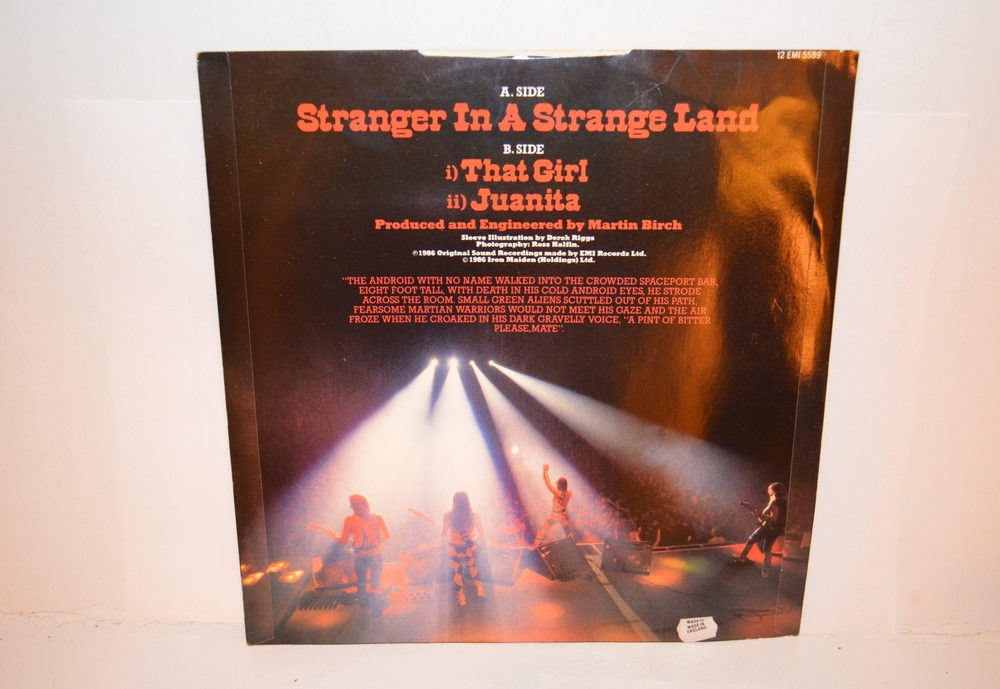 12 EMI 5589
A. SIDE
Stranger In A Strange Land
B. SIDE
i) That Girl
ii) Juanita
Produced and Engineered by Martin Birch
Sleeve Illustration by Derek Riggs
Photography: Ross Halfin.
℗1986 Original Sound Recordings made by EMI Records Ltd.
©1986 Iron Maiden (Holdings) Ltd.
"THE ANDROID WITH NO NAME WALKED INTO THE CROWDED SPACEPORT BAR,
EIGHT FOOT TALL, WITH DEATH IN HIS COLD ANDROID EYES, HE STRODE
ACROSS THE ROOM. SMALL GREEN ALIENS SCUTTLED OUT OF HIS PATH,
FEARSOME MARTIAN WARRIORS WOULD NOT MEET HIS GAZE AND THE AIR
FROZE WHEN HE CROAKED IN HIS DARK GRAVELLY VOICE, "A PINT OF BITTER
PLEASE,MATE".
MADE IN
ENGLAND